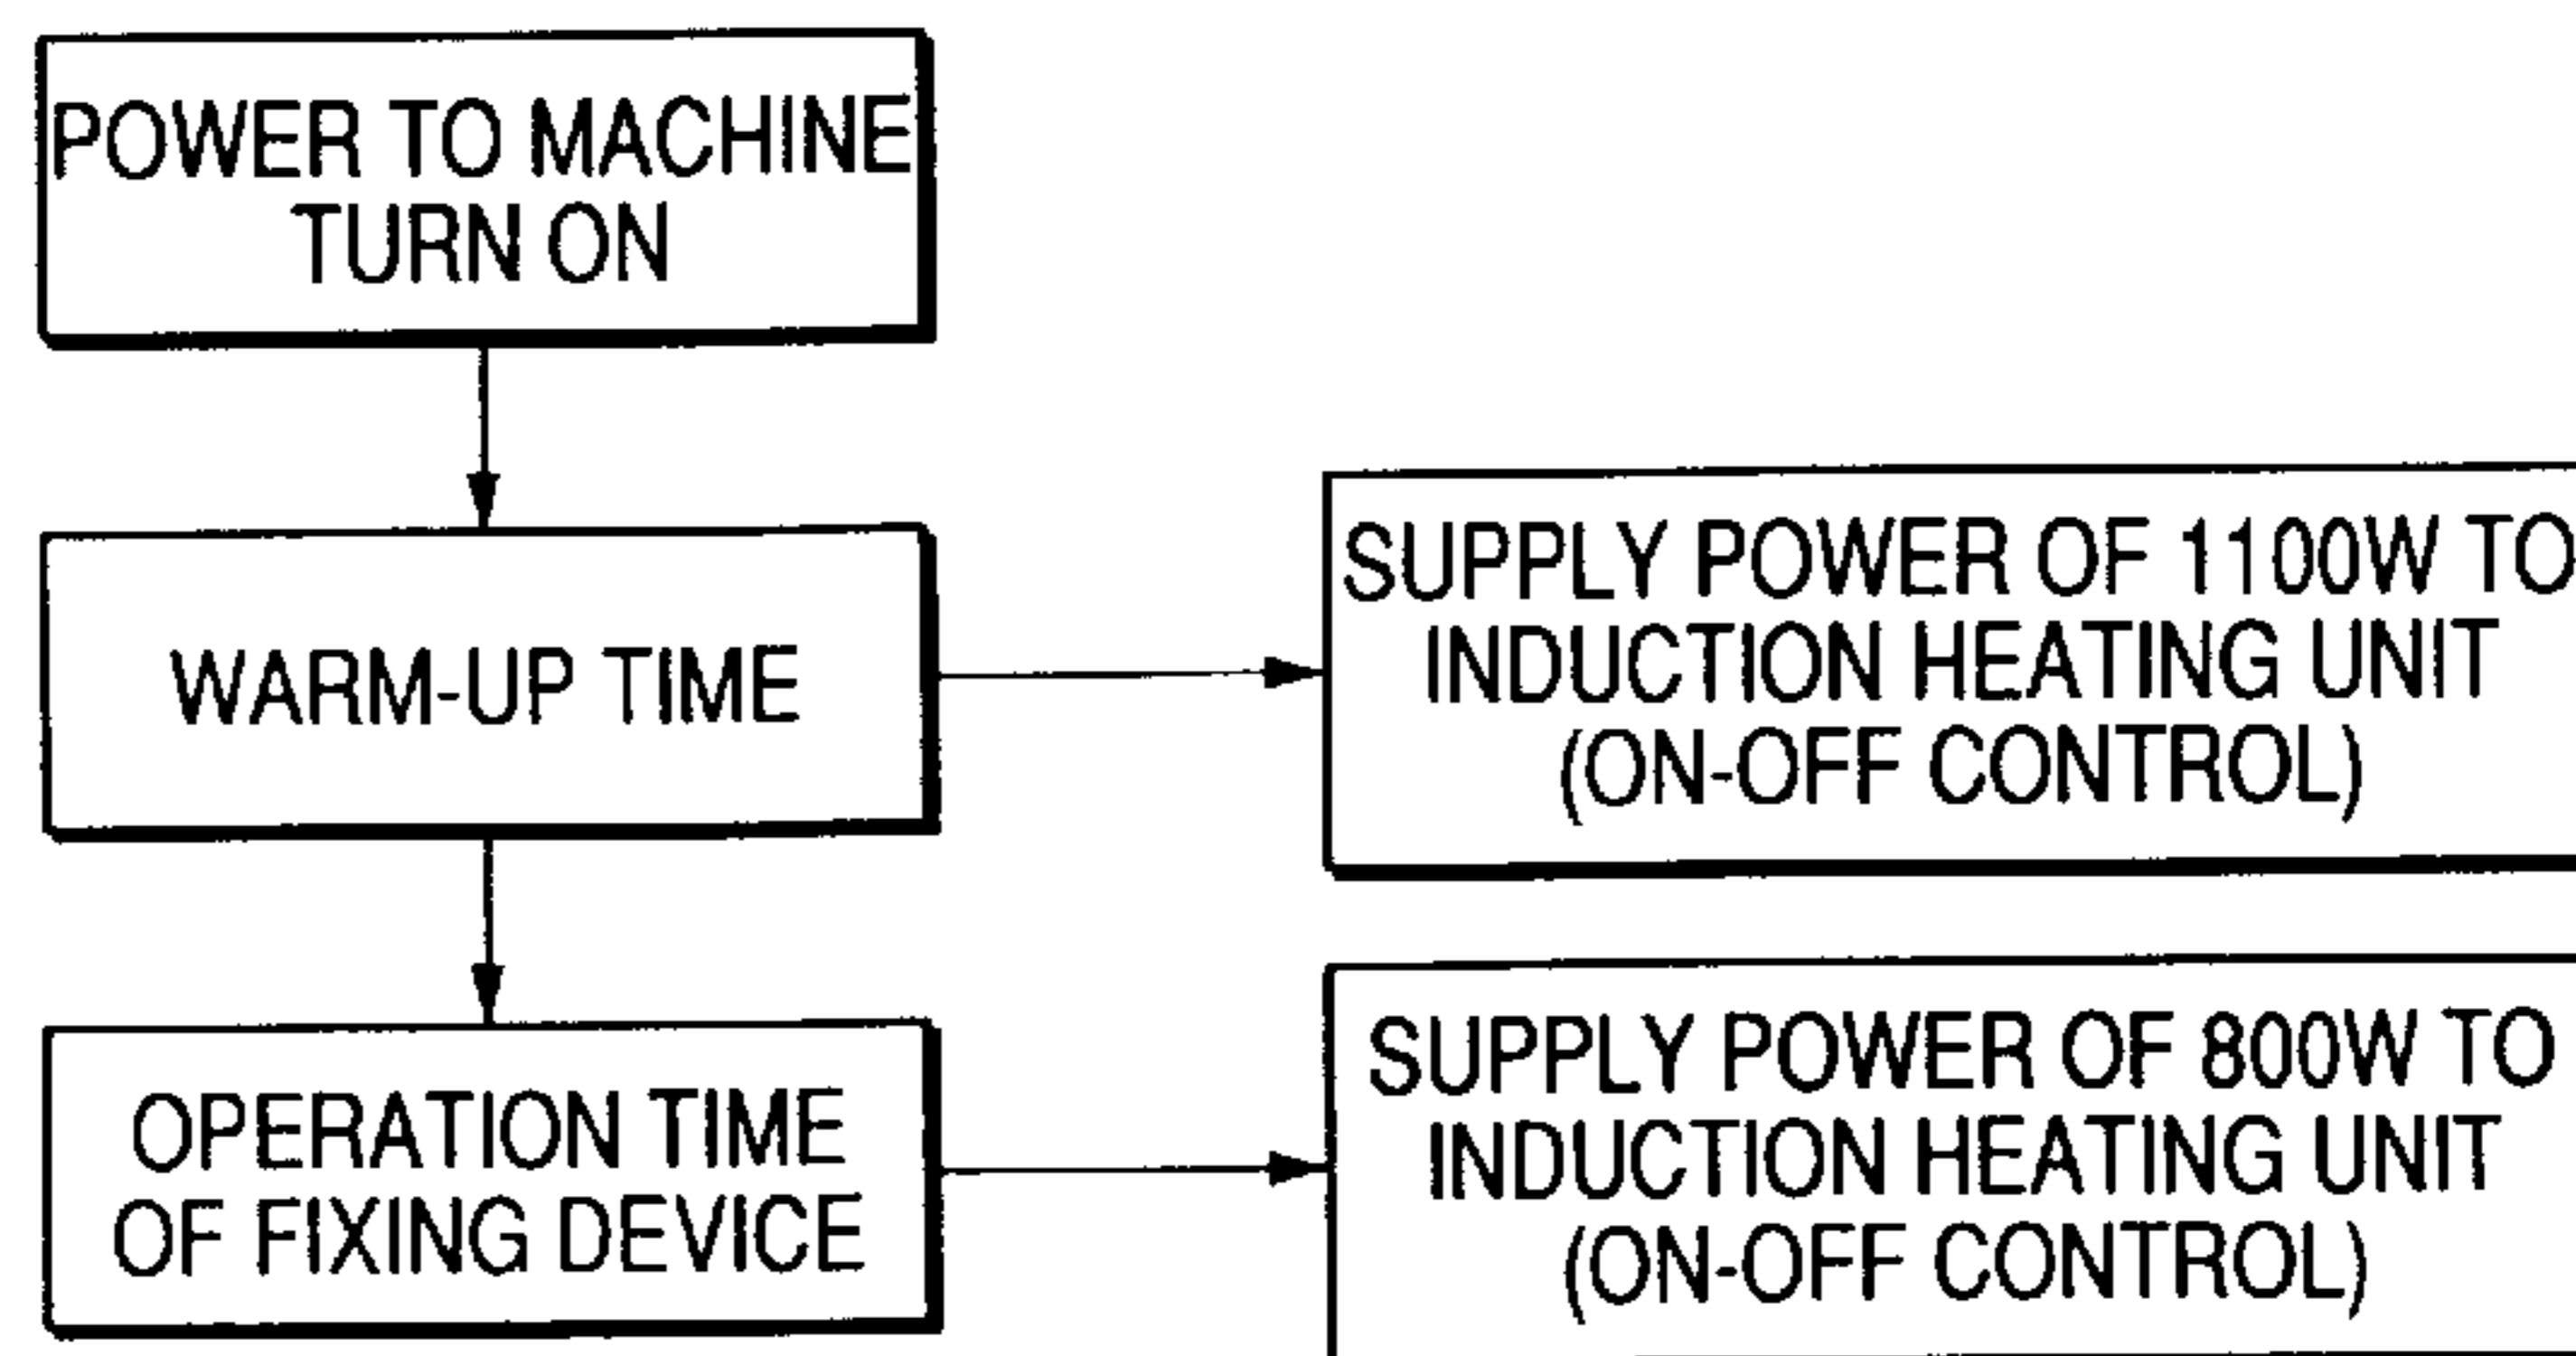 POWER TO MACHINE
TURN ON
WARM-UP TIME
SUPPLY POWER OF 1100W TO
INDUCTION HEATING UNIT
(ON-OFF CONTROL)
OPERATION TIME
OF FIXING DEVICE
SUPPLY POWER OF 800W TO
INDUCTION HEATING UNIT
(ON-OFF CONTROL)